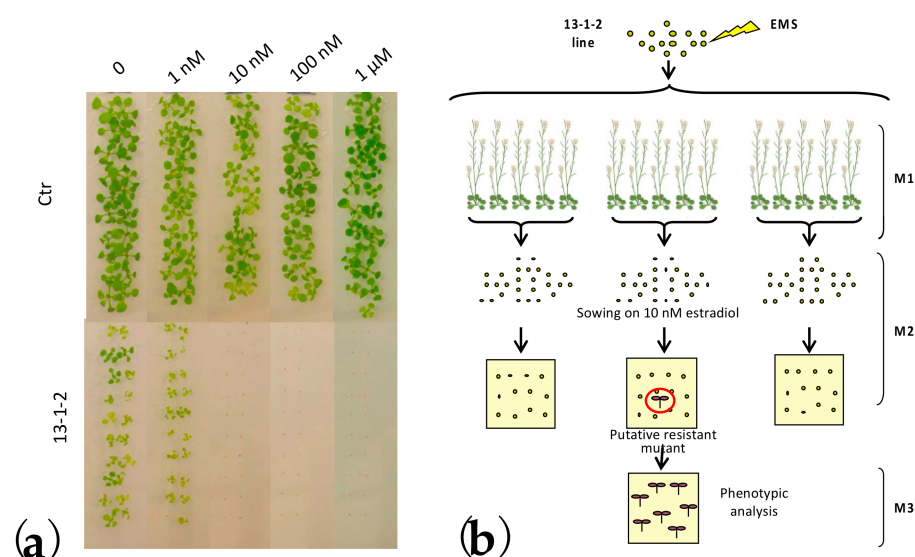 0
1 nM
10 nM
100 nM
1 µM
Ctr
13-1-2
(a)
13-1-2
line
EMS
M1
Sowing on 10 nM estradiol
M2
Putative resistant
mutant
Phenotypic
analysis
M3
(b)